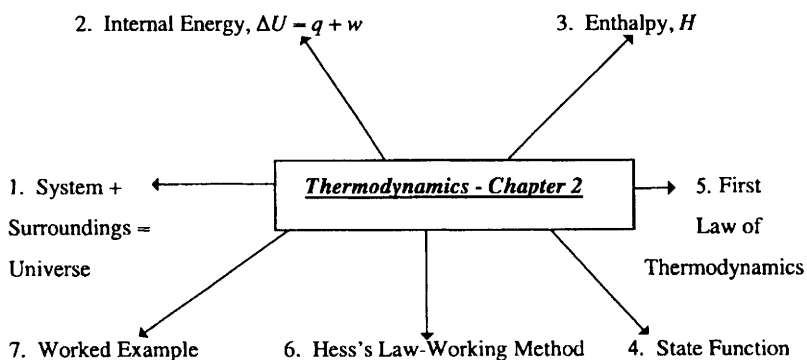 2. Internal Energy, ΔU = q + w
3. Enthalpy, H
Thermodynamics - Chapter 2
1. System +
Surroundings =
Universe
5. First
Law of
Thermodynamics
7. Worked Example
6. Hess's Law-Working Method
4. State Function